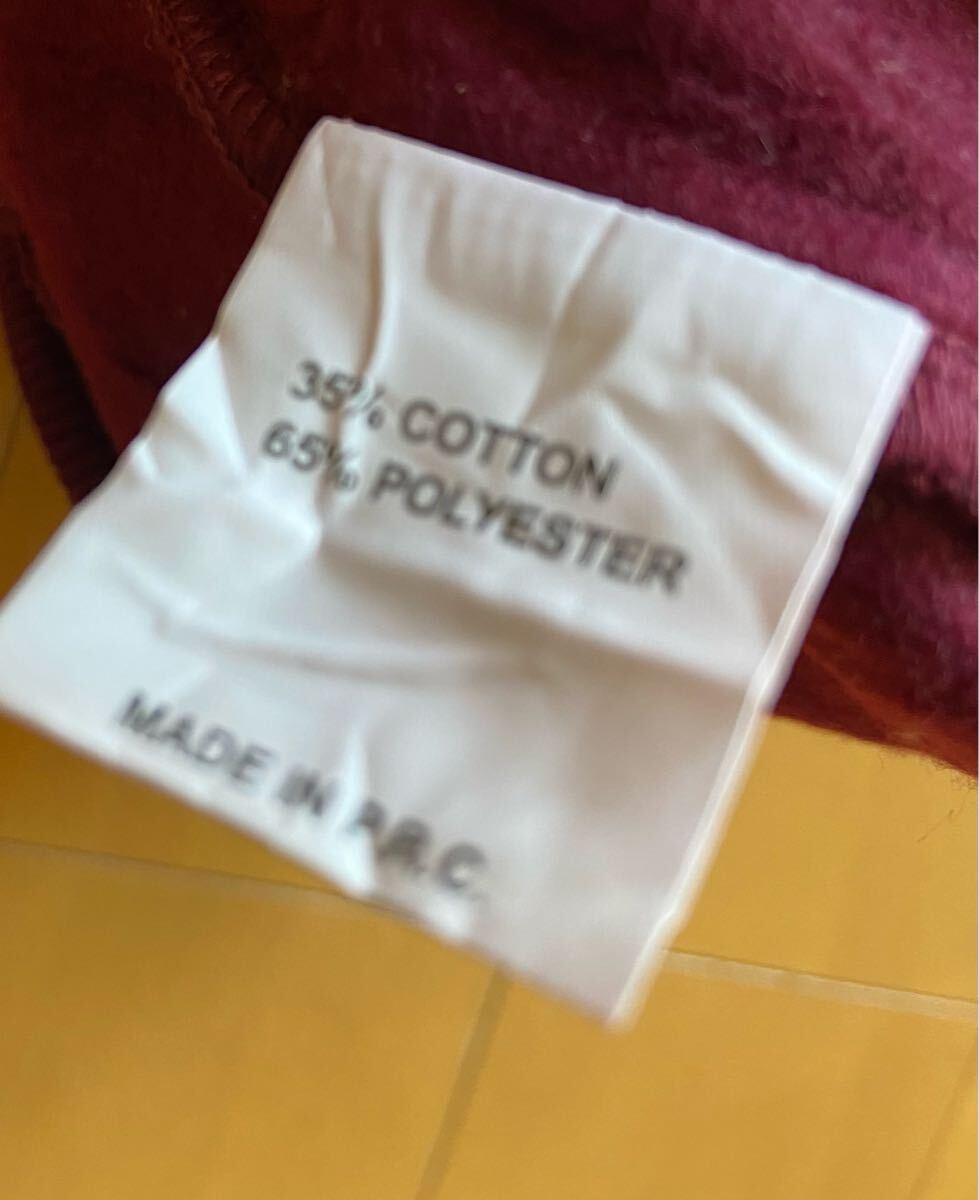 35% COTTON
65% POLYESTER
MADE IN P.R.C.